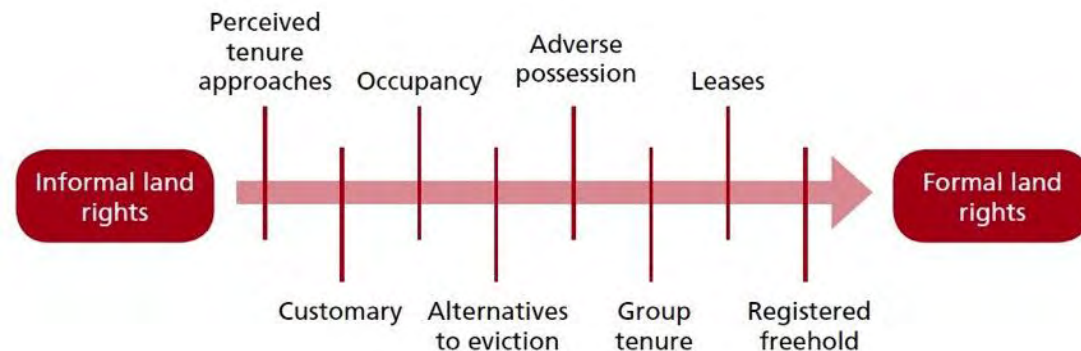 Perceived
tenure
approaches
Occupancy
Adverse
possession
Leases
Informal land
rights
Formal land
rights
Customary
Alternatives
to eviction
Group
tenure
Registered
freehold